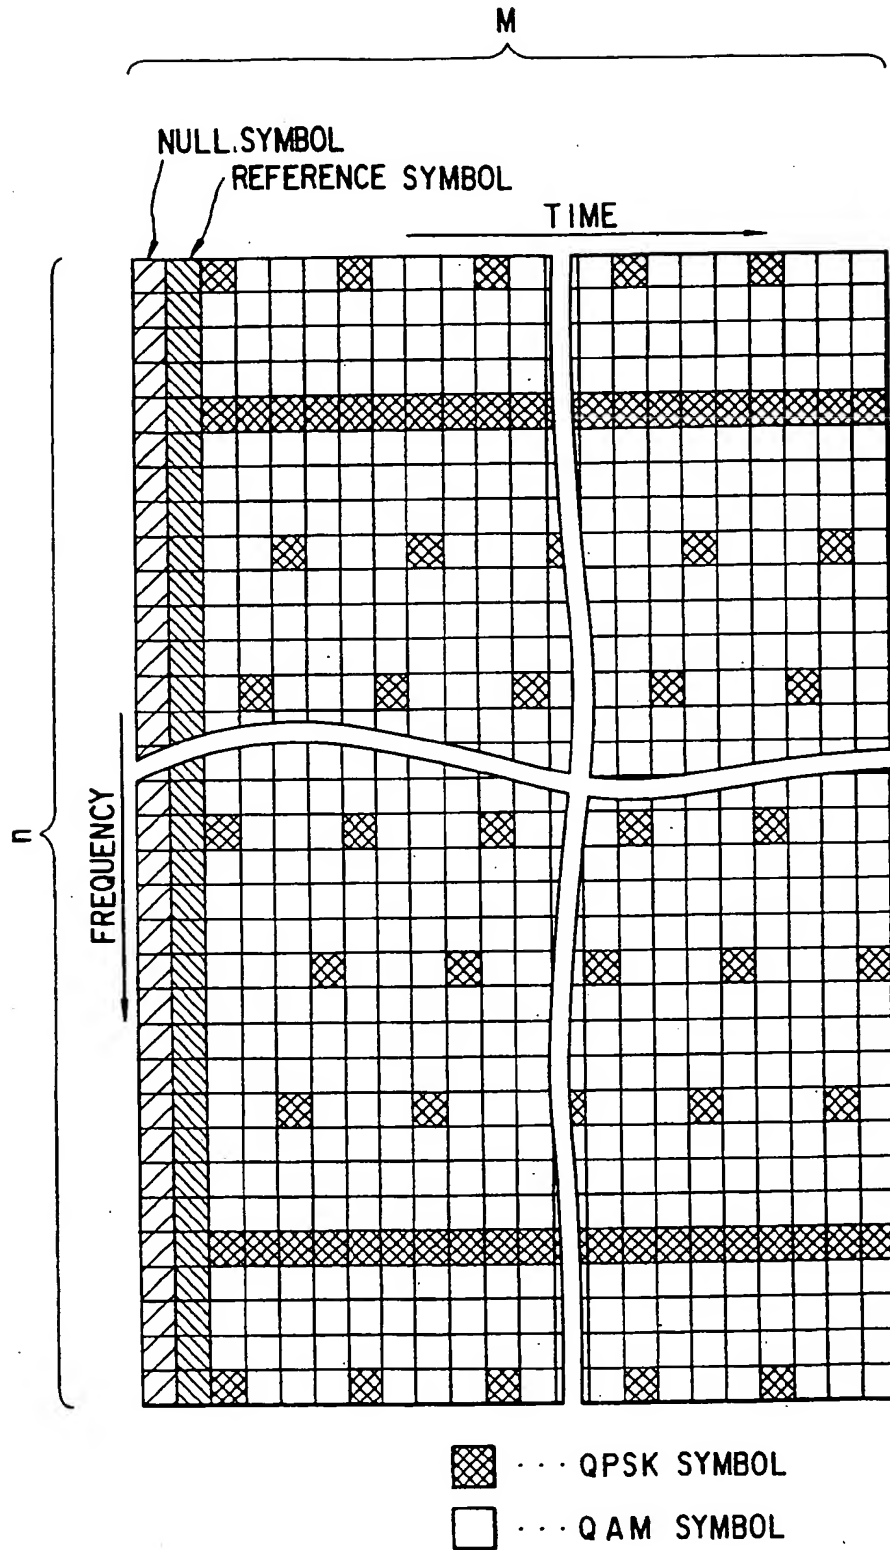 M
NULL.SYMBOL
REFERENCE SYMBOL
TIME
n
FREQUENCY
··· QPSK SYMBOL
··· QAM SYMBOL